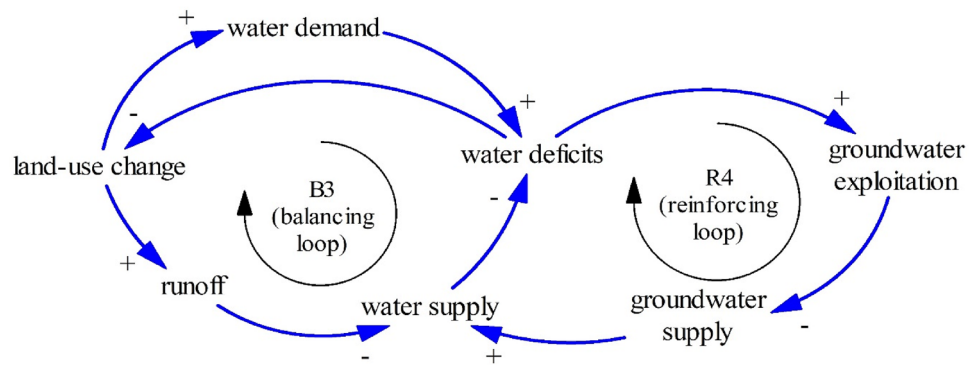 +
water demand
-
+
+
land-use change
water deficits
groundwater
exploitation
B3
(balancing
loop)
-
R4
(reinforcing
loop)
+
runoff
water supply
groundwater
supply
-
-
+